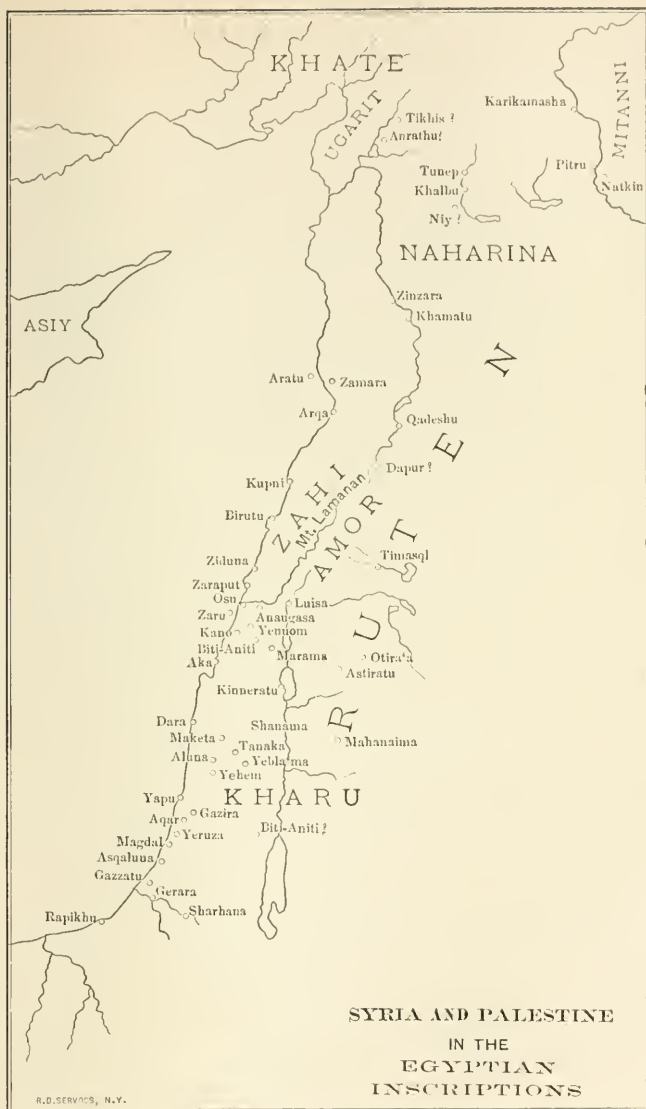 KHATE
UGARIT
Tikhis ?
Anrathu?
Karikamasha
MITANNI
Tunep
Khalbu
Niy ?
Pitru
Natkin
NAHARINA
ASIY
Zinzara
Khamatu
Aratu
Zamara
Arqa
Qadeshu
Dapur ?
Kupni
ZAHI
Mt. Lamanan
AMOR
RUTEN
Birutu
Timasql
Ziduna
Zaraput
Osu
Luisa
Zaru
Anaugasa
Kano
Yenuom
Biti-Aniti
Marama
Otira'a
Aka
Astiratu
Kinneratu
Dara
Shanama
Maketa
Mahanaima
Tanaka
Aluna
Yebla'ma
Yehem
KHARU
Yapu
Gazira
Aqar
Yeruza
Biti-Aniti ?
Magdal
Asqaluna
Gazzatu
Gerara
Rapikhu
Sharhana
SYRIA AND PALESTINE
IN THE
EGYPTIAN
INSCRIPTIONS
R.D.SERVOSS, N.Y.